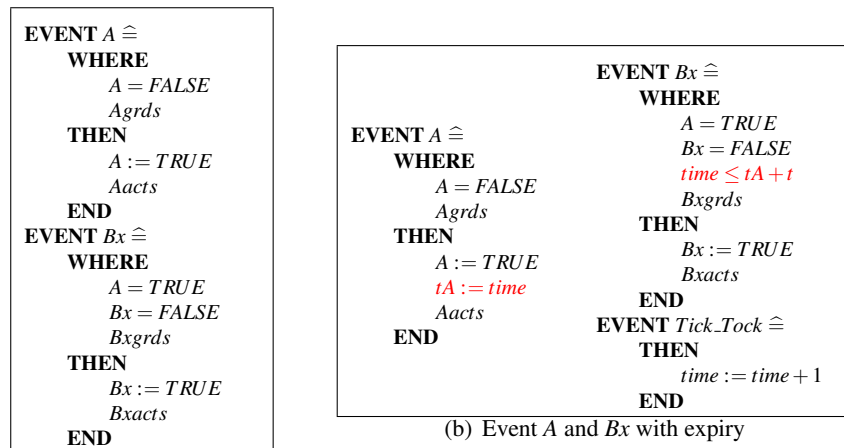 EVENT A ≙
WHERE
A = FALSE
Agrds
THEN
A := TRUE
Aacts
END
EVENT Bx ≙
WHERE
A = TRUE
Bx = FALSE
Bxgrds
THEN
Bx := TRUE
Bxacts
END
EVENT A ≙
WHERE
A = FALSE
Agrds
THEN
A := TRUE
tA := time
Aacts
END
EVENT Bx ≙
WHERE
A = TRUE
Bx = FALSE
time ≤ tA + t
Bxgrds
THEN
Bx := TRUE
Bxacts
END
EVENT Tick_Tock ≙
THEN
time := time + 1
END
(b) Event A and Bx with expiry